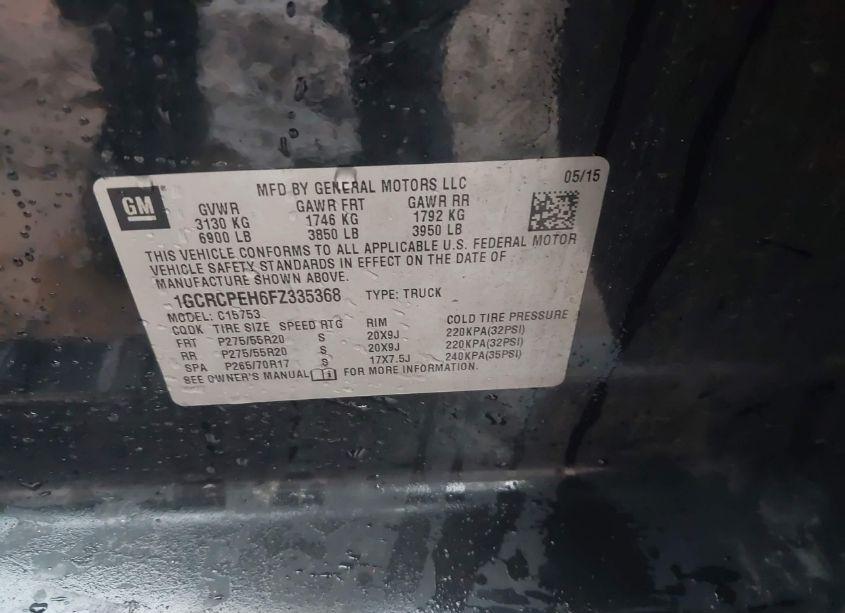 GM
MFD BY GENERAL MOTORS LLC
05/15
GVWR GAWR FRT GAWR RR
3130 KG 1746 KG 1792 KG
6900 LB 3850 LB 3950 LB
THIS VEHICLE CONFORMS TO ALL APPLICABLE U.S. FEDERAL MOTOR
VEHICLE SAFETY STANDARDS IN EFFECT ON THE DATE OF
MANUFACTURE SHOWN ABOVE.
1GCRCPEH6FZ335368 TYPE: TRUCK
MODEL: C15753
COOK TIRE SIZE SPEED RTG RIM COLD TIRE PRESSURE
FRT P275/55R20 S 20X9J 220KPA(32PSI)
RR P275/55R20 S 20X9J 220KPA(32PSI)
SPA P265/70R17 S 17X7.5J 240KPA(35PSI)
SEE OWNER'S MANUAL FOR MORE INFORMATION.